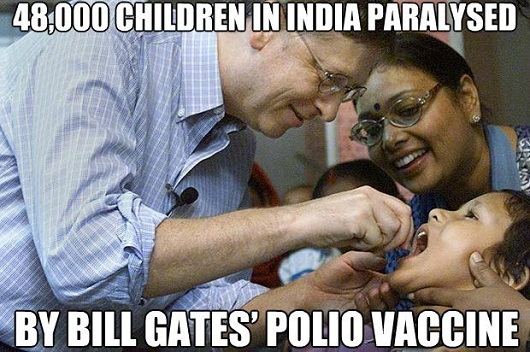 48,000 CHILDREN IN INDIA PARALYSED
BY BILL GATES' POLIO VACCINE